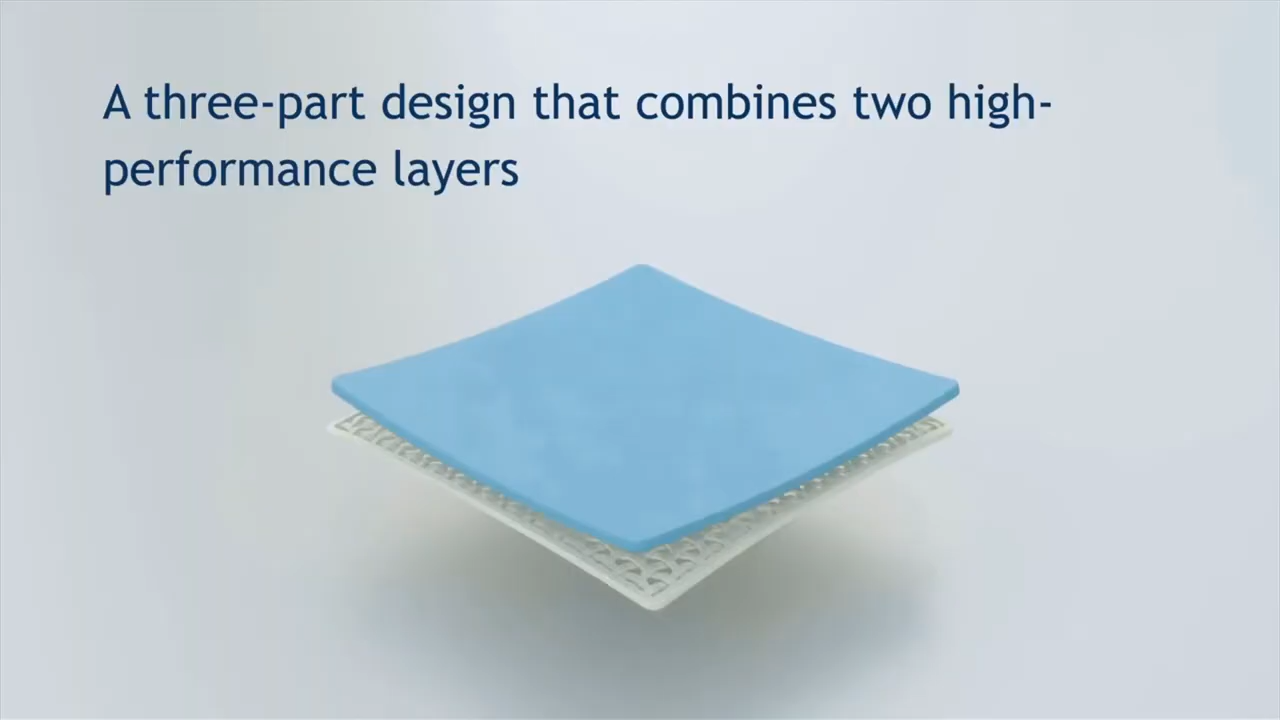 A three-part design that combines two high-
performance layers